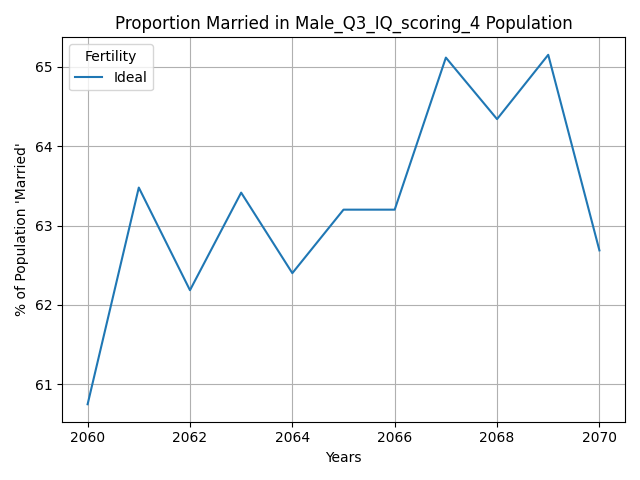 Proportion Married in Male_Q3_IQ_scoring_4 Population
Fertility
Ideal
% of Population 'Married'
65
64
63
62
61
2060 2062 2064 2066 2068 2070
Years